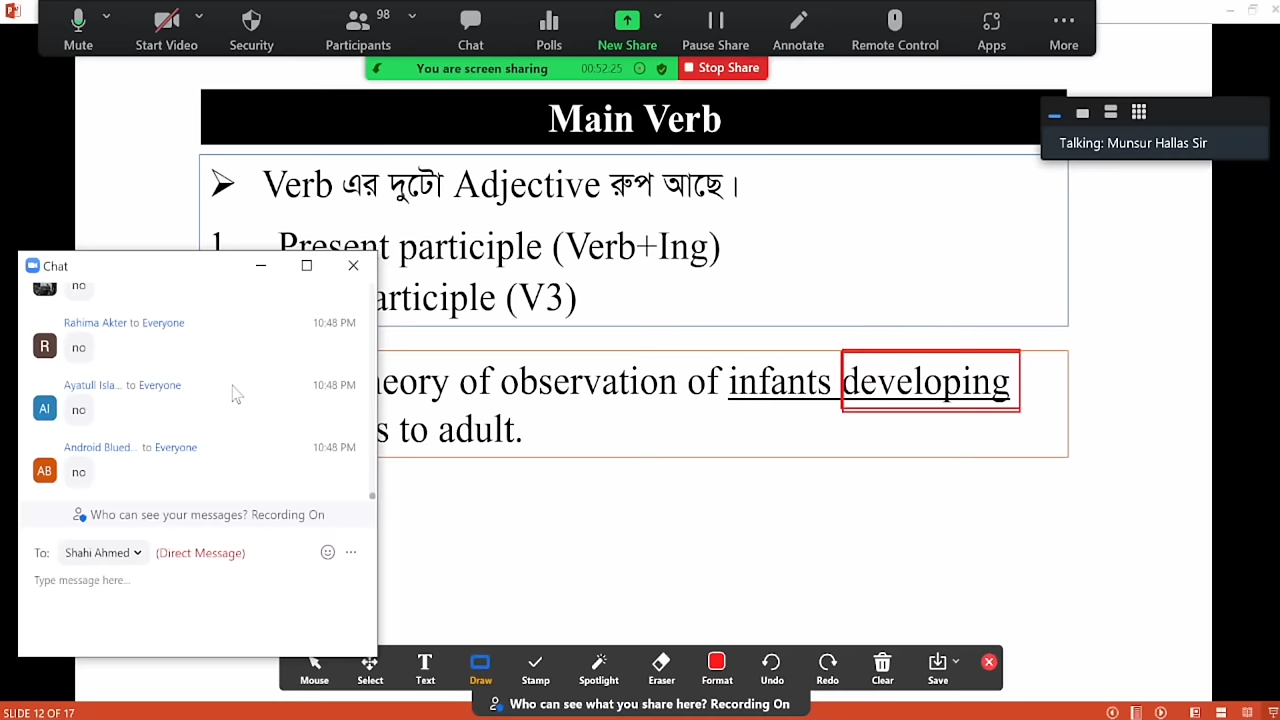 98
Mute
Start Video
Security
Participants
Chat
Polls
New Share
Pause Share
Annotate
Remote Control
Apps
More
You are screen sharing
00:52:25
Stop Share
Main Verb
Talking: Munsur Hallas Sir
Verb এর দুটো Adjective রুপ আছে।
1. Present participle (Verb+Ing)
articiple (V3)
eory of observation of infants developing
s to adult.
Chat
no
Rahima Akter to Everyone 10:48 PM
R no
Ayatull Isla... to Everyone 10:48 PM
AI no
Android Blued... to Everyone 10:48 PM
AB no
Who can see your messages? Recording On
To: Shahi Ahmed (Direct Message)
Type message here...
Mouse
Select
Text
Draw
Stamp
Spotlight
Eraser
Format
Undo
Redo
Clear
Save
Who can see what you share here? Recording On
SLIDE 12 OF 17